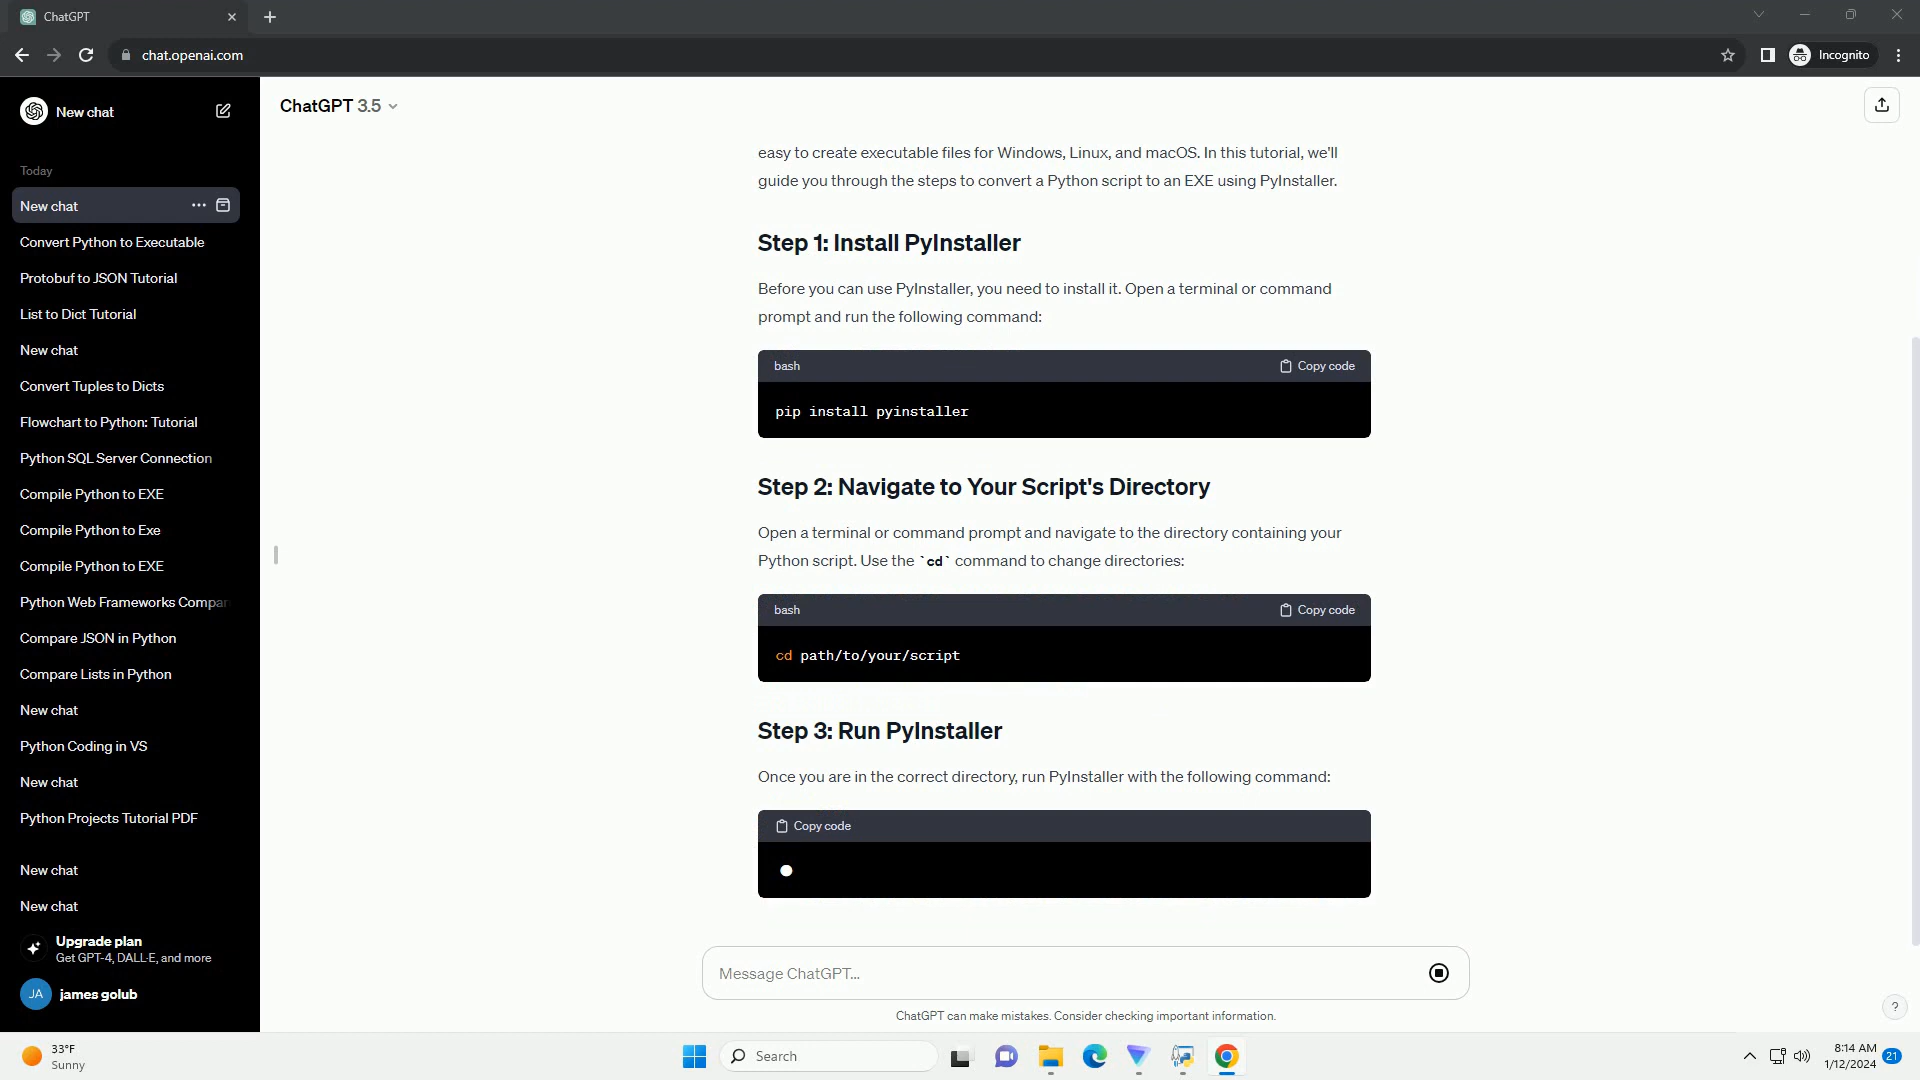 ChatGPT
chat.openai.com
Incognito
New chat
Today
New chat
Convert Python to Executable
Protobuf to JSON Tutorial
List to Dict Tutorial
New chat
Convert Tuples to Dicts
Flowchart to Python: Tutorial
Python SQL Server Connection
Compile Python to EXE
Compile Python to Exe
Compile Python to EXE
Python Web Frameworks Compar
Compare JSON in Python
Compare Lists in Python
New chat
Python Coding in VS
New chat
Python Projects Tutorial PDF
New chat
New chat
Upgrade plan
Get GPT-4, DALL·E, and more
JA james golub
ChatGPT 3.5
easy to create executable files for Windows, Linux, and macOS. In this tutorial, we'll
guide you through the steps to convert a Python script to an EXE using PyInstaller.
Step 1: Install PyInstaller
Before you can use PyInstaller, you need to install it. Open a terminal or command
prompt and run the following command:
bash Copy code
pip install pyinstaller
Step 2: Navigate to Your Script's Directory
Open a terminal or command prompt and navigate to the directory containing your
Python script. Use the `cd` command to change directories:
bash Copy code
cd path/to/your/script
Step 3: Run PyInstaller
Once you are in the correct directory, run PyInstaller with the following command:
Copy code
Message ChatGPT...
ChatGPT can make mistakes. Consider checking important information.
?
33°F
Sunny
Search
8:14 AM
1/12/2024
21